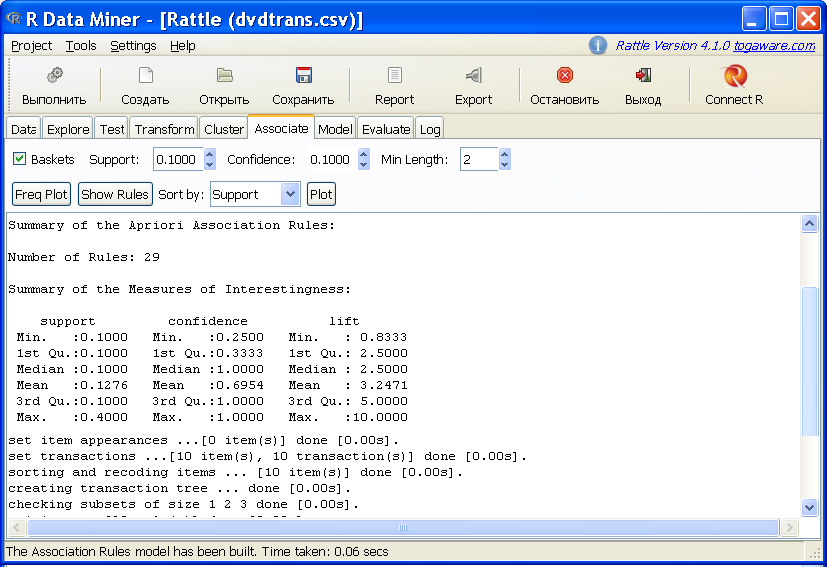 R Data Miner - [Rattle (dvdtrans.csv)]
Project Tools Settings Help Rattle Version 4.1.0 togaware.com
Выполнить Создать Открыть Сохранить Report Export Остановить Выход Connect R
Data Explore Test Transform Cluster Associate Model Evaluate Log
Baskets Support: 0.1000 Confidence: 0.1000 Min Length: 2
Freq Plot Show Rules Sort by: Support Plot
Summary of the Apriori Association Rules:
Number of Rules: 29
Summary of the Measures of Interestingness:
support confidence lift
Min. :0.1000 Min. :0.2500 Min. : 0.8333
1st Qu.:0.1000 1st Qu.:0.3333 1st Qu.: 2.5000
Median :0.1000 Median :1.0000 Median : 2.5000
Mean :0.1276 Mean :0.6954 Mean : 3.2471
3rd Qu.:0.1000 3rd Qu.:1.0000 3rd Qu.: 5.0000
Max. :0.4000 Max. :1.0000 Max. :10.0000
set item appearances ...[0 item(s)] done [0.00s].
set transactions ...[10 item(s), 10 transaction(s)] done [0.00s].
sorting and recoding items ... [10 item(s)] done [0.00s].
creating transaction tree ... done [0.00s].
checking subsets of size 1 2 3 done [0.00s].
The Association Rules model has been built. Time taken: 0.06 secs